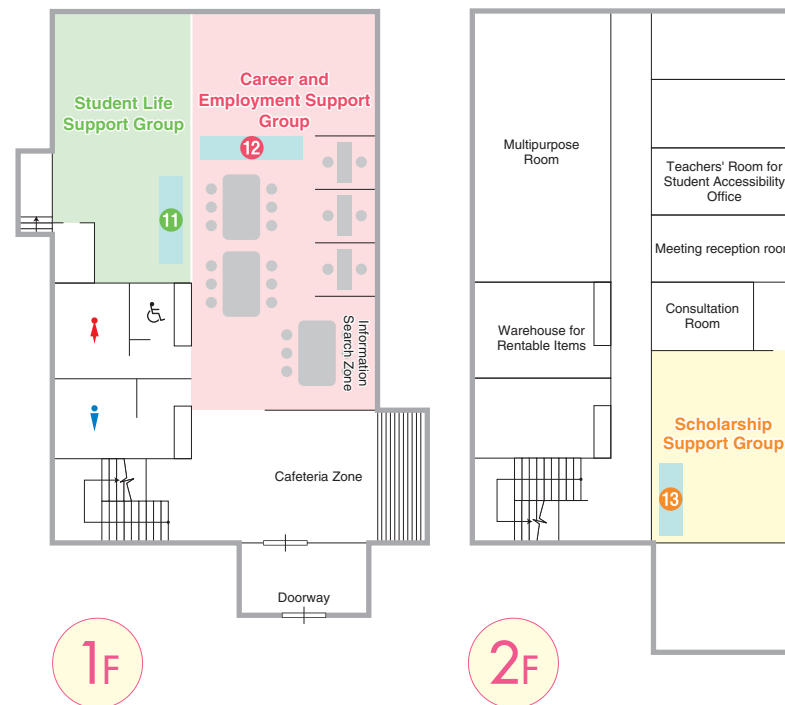 Student Life
Support Group
Career and
Employment Support
Group
12
11
Information
Search Zone
Cafeteria Zone
Doorway
1F
Multipurpose
Room
Teachers' Room for
Student Accessibility
Office
Meeting reception room
Consultation
Room
Warehouse for
Rentable Items
Scholarship
Support Group
13
2F